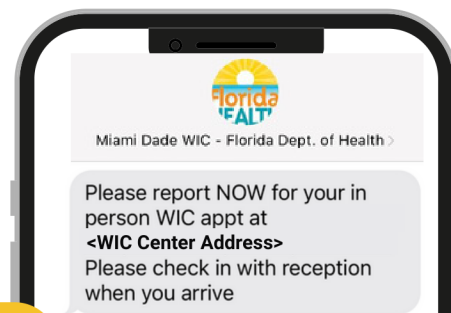 Florida
HEALTH
Miami Dade WIC - Florida Dept. of Health >
Please report NOW for your in
person WIC appt at
<WIC Center Address>
Please check in with reception
when you arrive